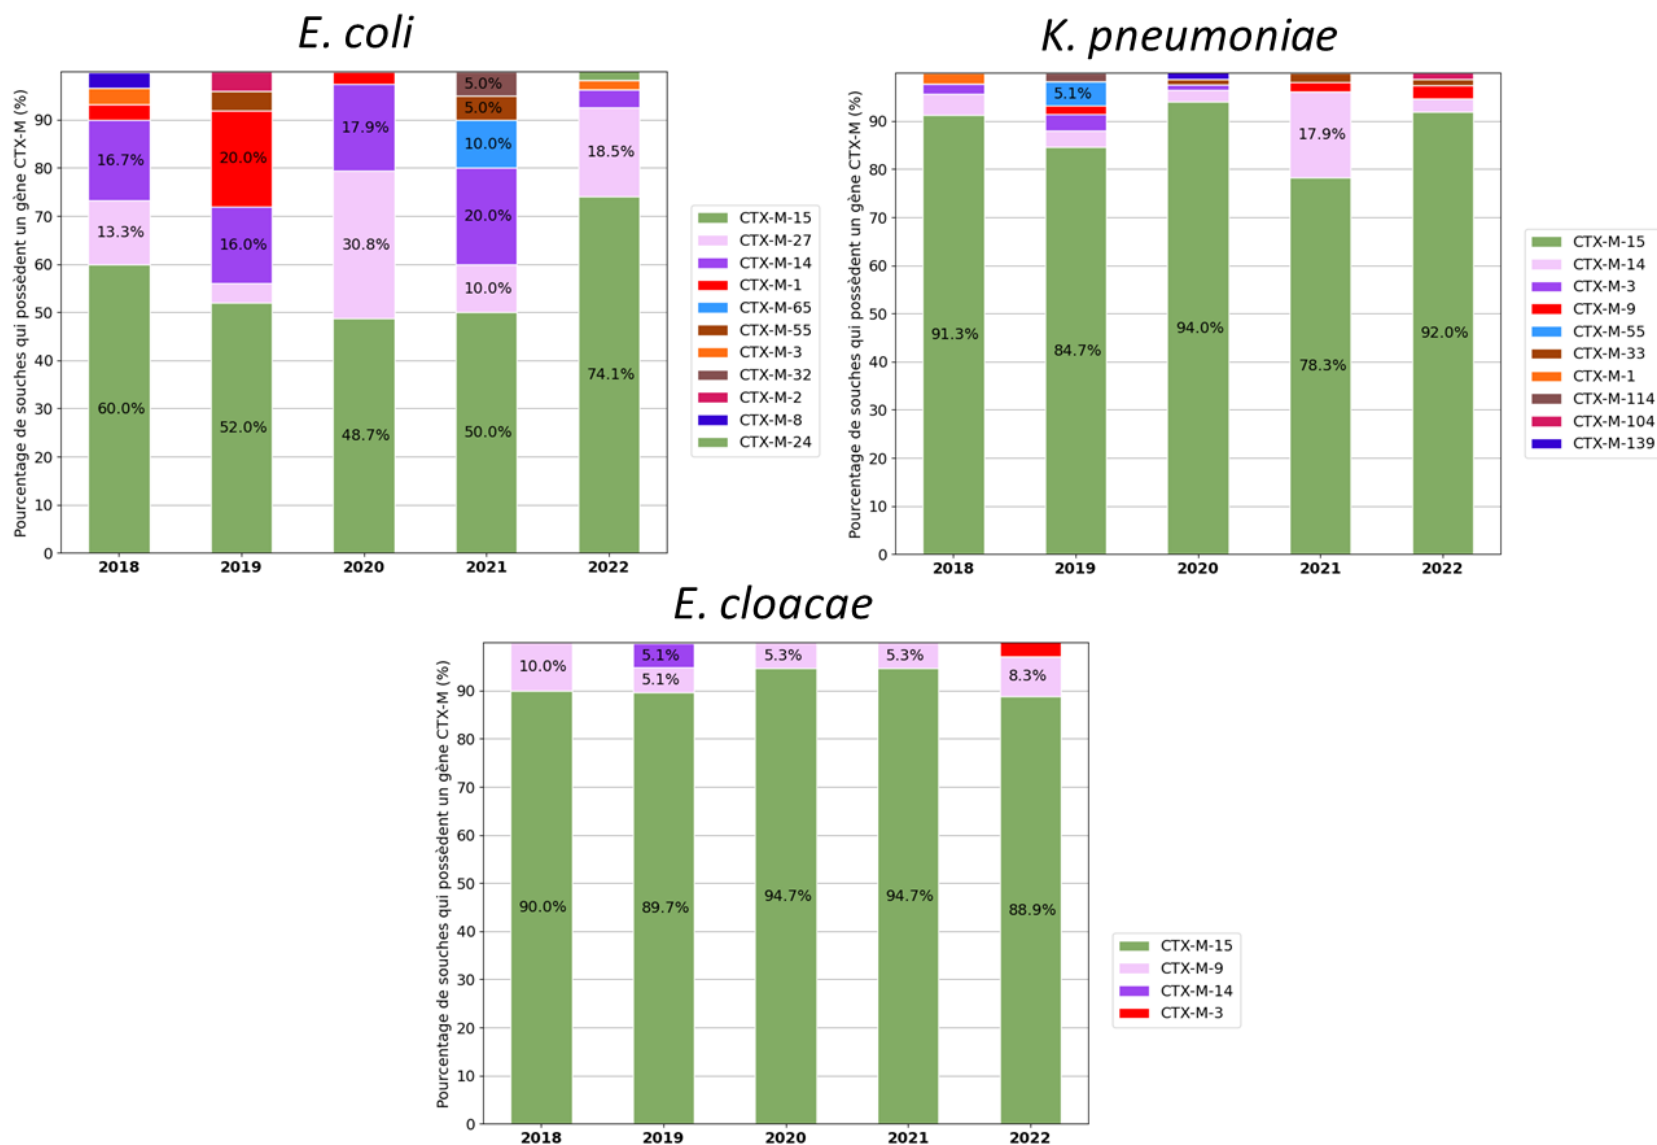 E. coli
Pourcentage de souches qui possèdent un gène CTX-M (%)
90
80
70
60
50
40
30
20
10
0
16.7%
13.3%
60.0%
20.0%
16.0%
52.0%
17.9%
30.8%
48.7%
5.0%
5.0%
10.0%
20.0%
10.0%
50.0%
18.5%
74.1%
2018 2019 2020 2021 2022
CTX-M-15
CTX-M-27
CTX-M-14
CTX-M-1
CTX-M-65
CTX-M-55
CTX-M-3
CTX-M-32
CTX-M-2
CTX-M-8
CTX-M-24
K. pneumoniae
Pourcentage de souches qui possèdent un gène CTX-M (%)
90
80
70
60
50
40
30
20
10
0
91.3%
5.1%
84.7%
94.0%
17.9%
78.3%
92.0%
2018 2019 2020 2021 2022
CTX-M-15
CTX-M-14
CTX-M-3
CTX-M-9
CTX-M-55
CTX-M-33
CTX-M-1
CTX-M-114
CTX-M-104
CTX-M-139
E. cloacae
Pourcentage de souches qui possèdent un gène CTX-M (%)
90
80
70
60
50
40
30
20
10
0
10.0%
90.0%
5.1%
5.1%
89.7%
5.3%
94.7%
5.3%
94.7%
8.3%
88.9%
2018 2019 2020 2021 2022
CTX-M-15
CTX-M-9
CTX-M-14
CTX-M-3